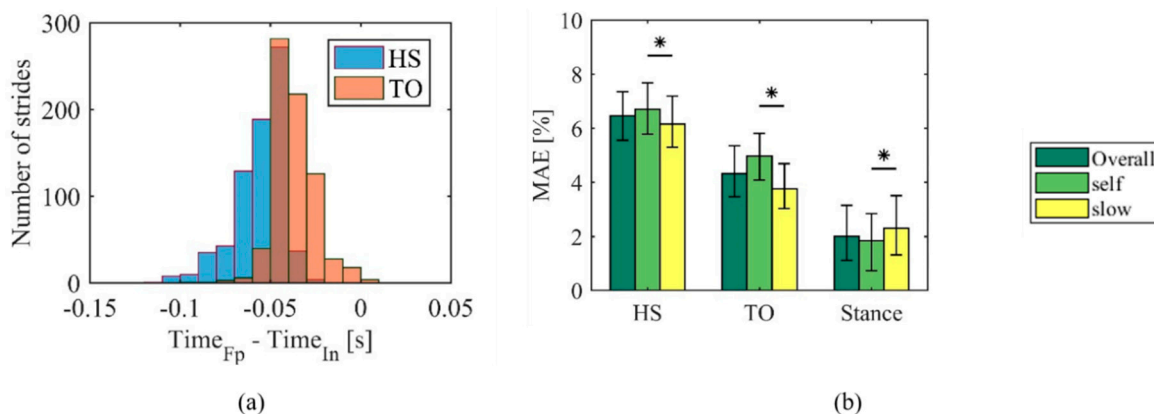 300
200
100
0
Number of strides
HS
TO
-0.15
-0.1
-0.05
0
0.05
Time_Fp - Time_In [s]
(a)
10
8
6
4
2
0
MAE [%]
*
*
*
HS
TO
Stance
(b)
Overall
self
slow